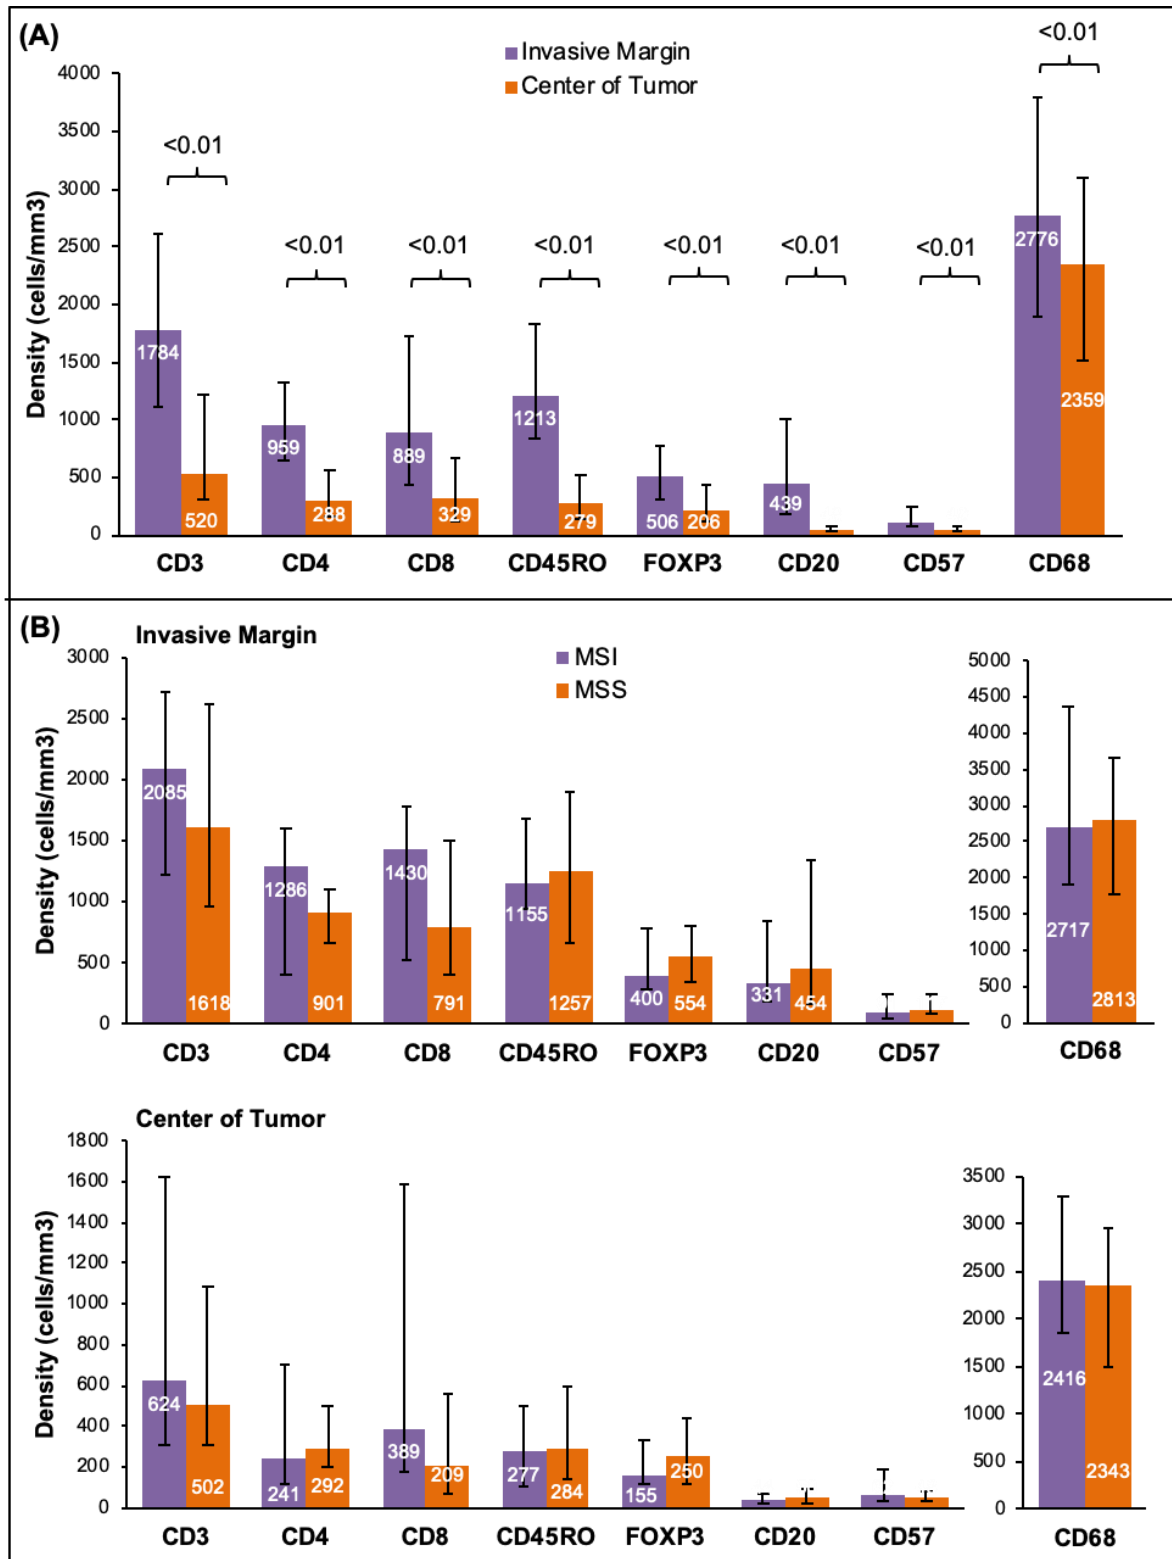 (A)
Invasive Margin
Center of Tumor
<0.01
<0.01
<0.01 <0.01 <0.01 <0.01 <0.01 <0.01
Density (cells/mm3)
4000
3500
3000
2500
2000
1500
1000
500
0
1784 520 959 288 889 329 1213 279 506 206 439 2776 2359
CD3 CD4 CD8 CD45RO FOXP3 CD20 CD57 CD68
(B)
Invasive Margin
MSI
MSS
Density (cells/mm3)
3000
2500
2000
1500
1000
500
0
2085 1618 1286 901 1430 791 1155 1257 400 554 331 454
CD3 CD4 CD8 CD45RO FOXP3 CD20 CD57
5000
4500
4000
3500
3000
2500
2000
1500
1000
500
0
2717 2813
CD68
Center of Tumor
Density (cells/mm3)
1800
1600
1400
1200
1000
800
600
400
200
0
624 502 241 292 389 209 277 284 155 250
CD3 CD4 CD8 CD45RO FOXP3 CD20 CD57
3500
3000
2500
2000
1500
1000
500
0
2416 2343
CD68